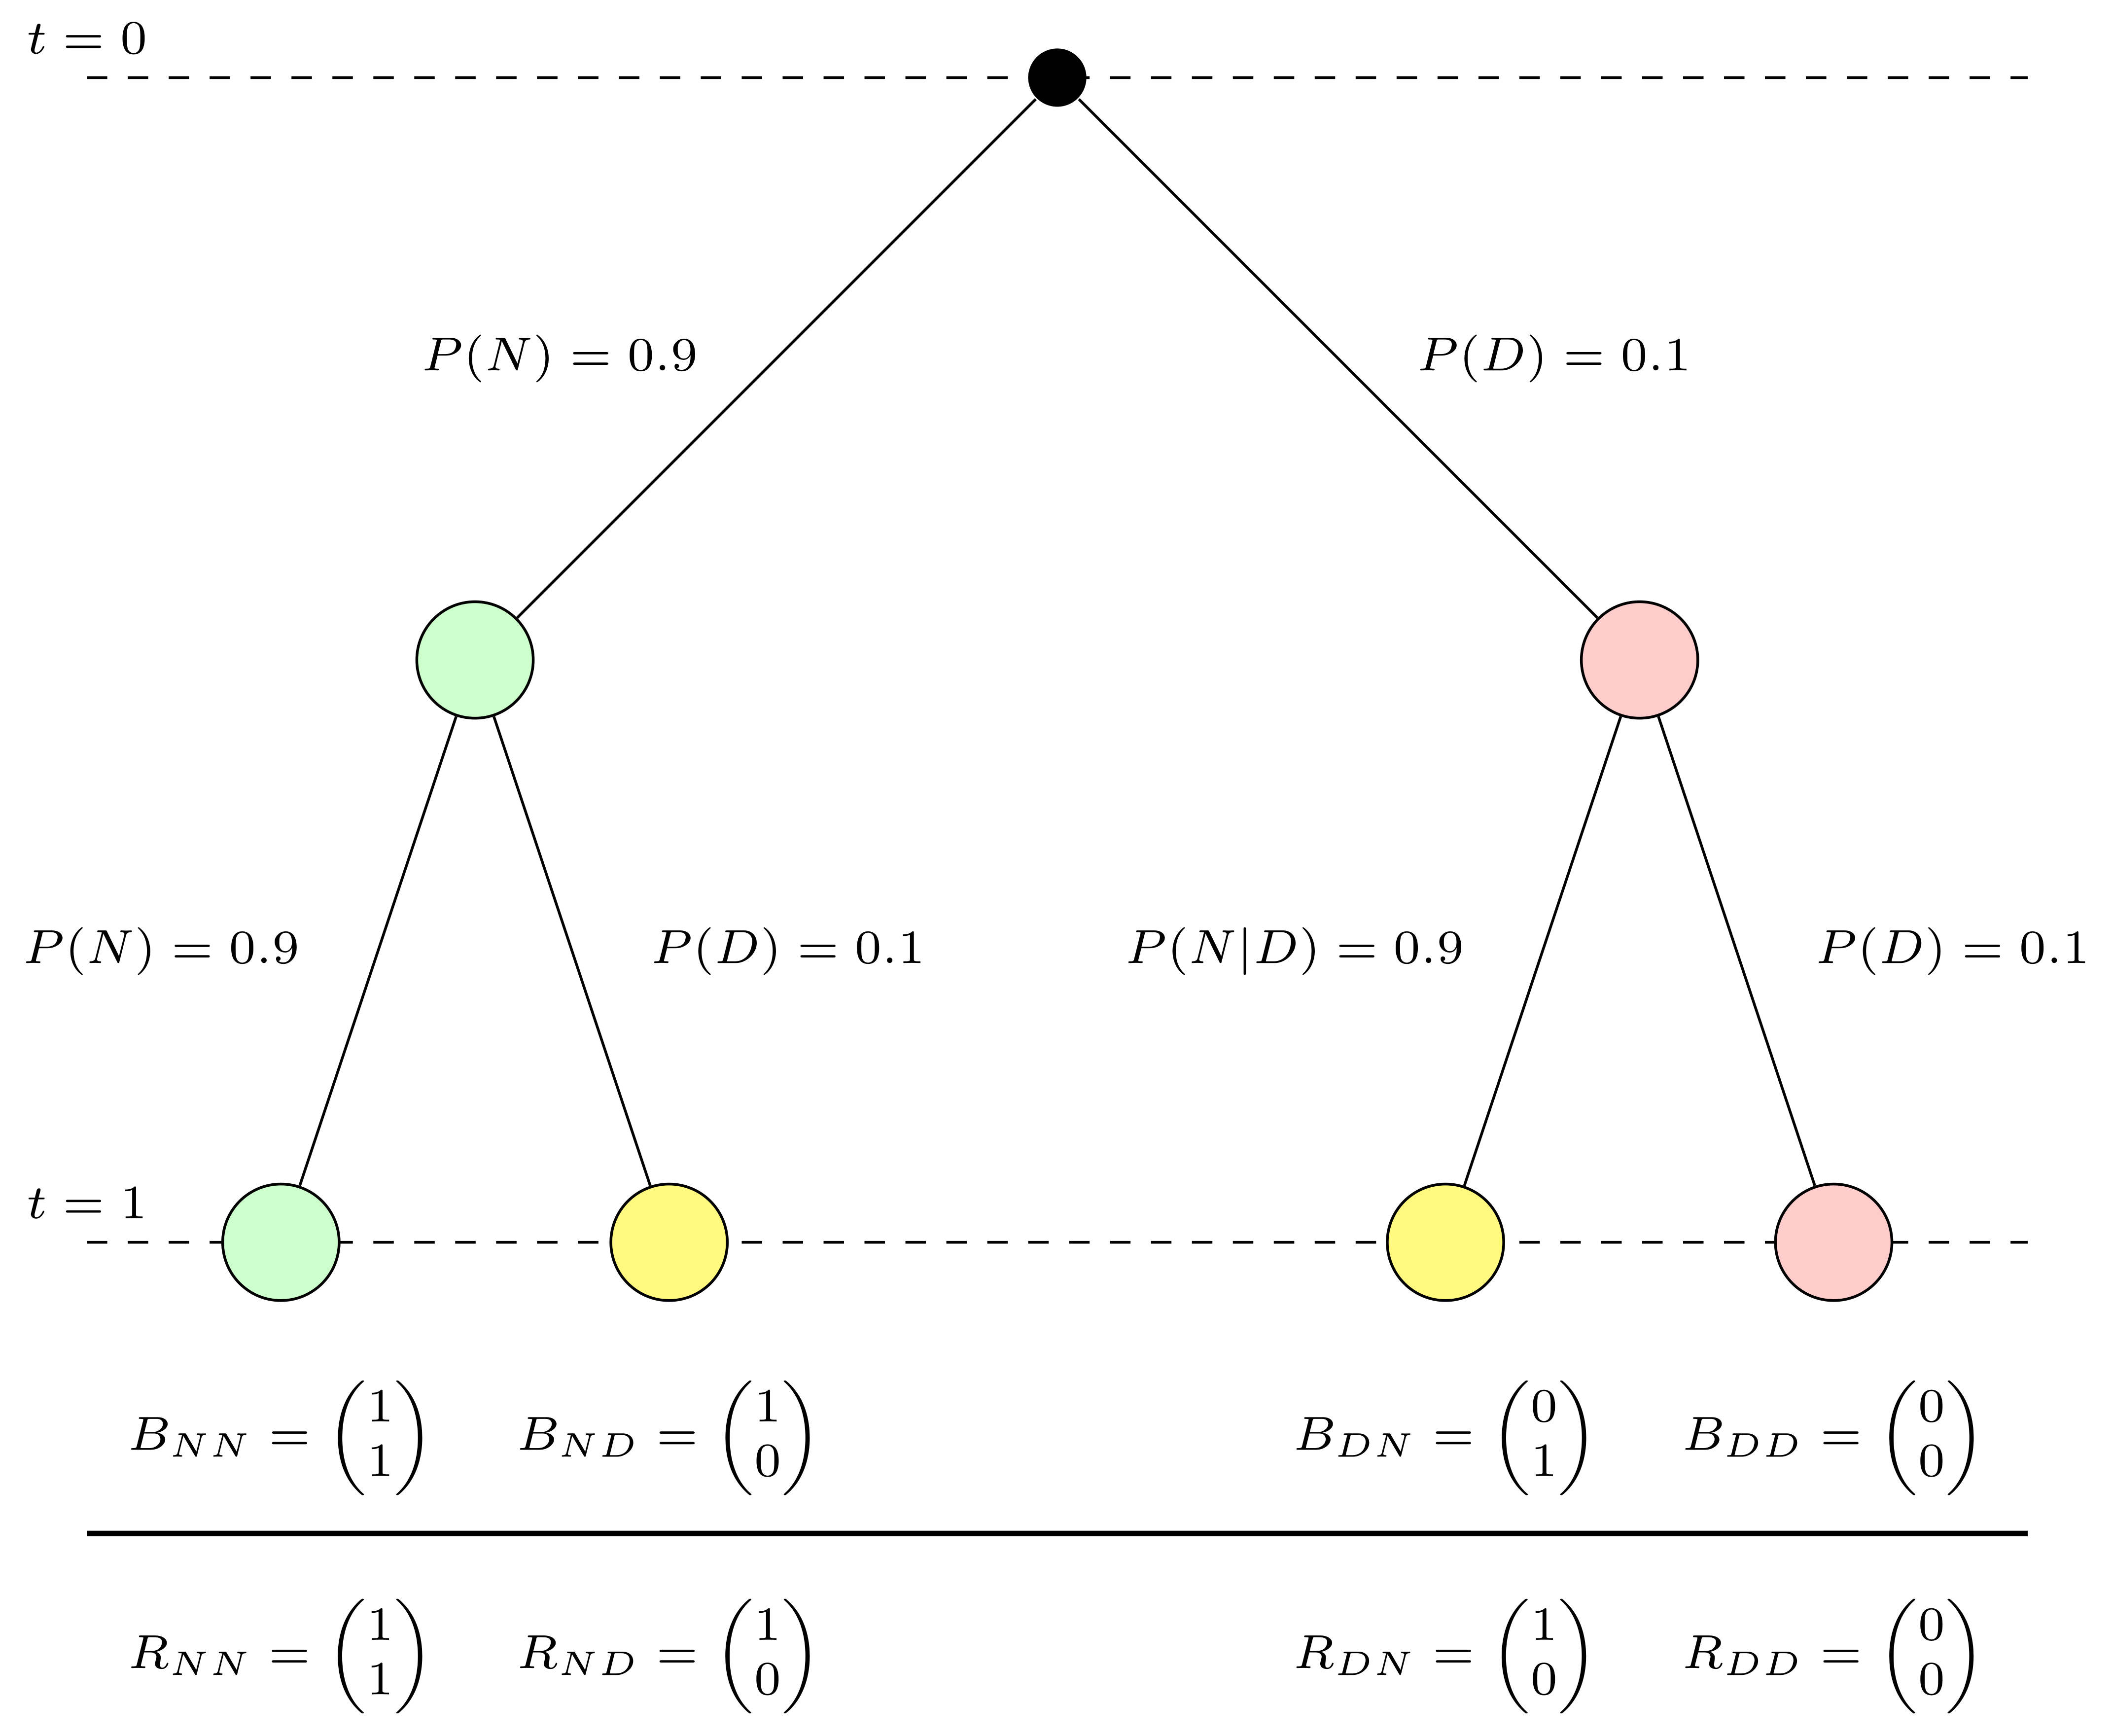 t = 0
P(N) = 0.9
P(D) = 0.1
P(N) = 0.9
P(D) = 0.1
P(N|D) = 0.9
P(D) = 0.1
t = 1
B_{NN} = \begin{pmatrix} 1 \\ 1 \end{pmatrix}
B_{ND} = \begin{pmatrix} 1 \\ 0 \end{pmatrix}
B_{DN} = \begin{pmatrix} 0 \\ 1 \end{pmatrix}
B_{DD} = \begin{pmatrix} 0 \\ 0 \end{pmatrix}
R_{NN} = \begin{pmatrix} 1 \\ 1 \end{pmatrix}
R_{ND} = \begin{pmatrix} 1 \\ 0 \end{pmatrix}
R_{DN} = \begin{pmatrix} 1 \\ 0 \end{pmatrix}
R_{DD} = \begin{pmatrix} 0 \\ 0 \end{pmatrix}